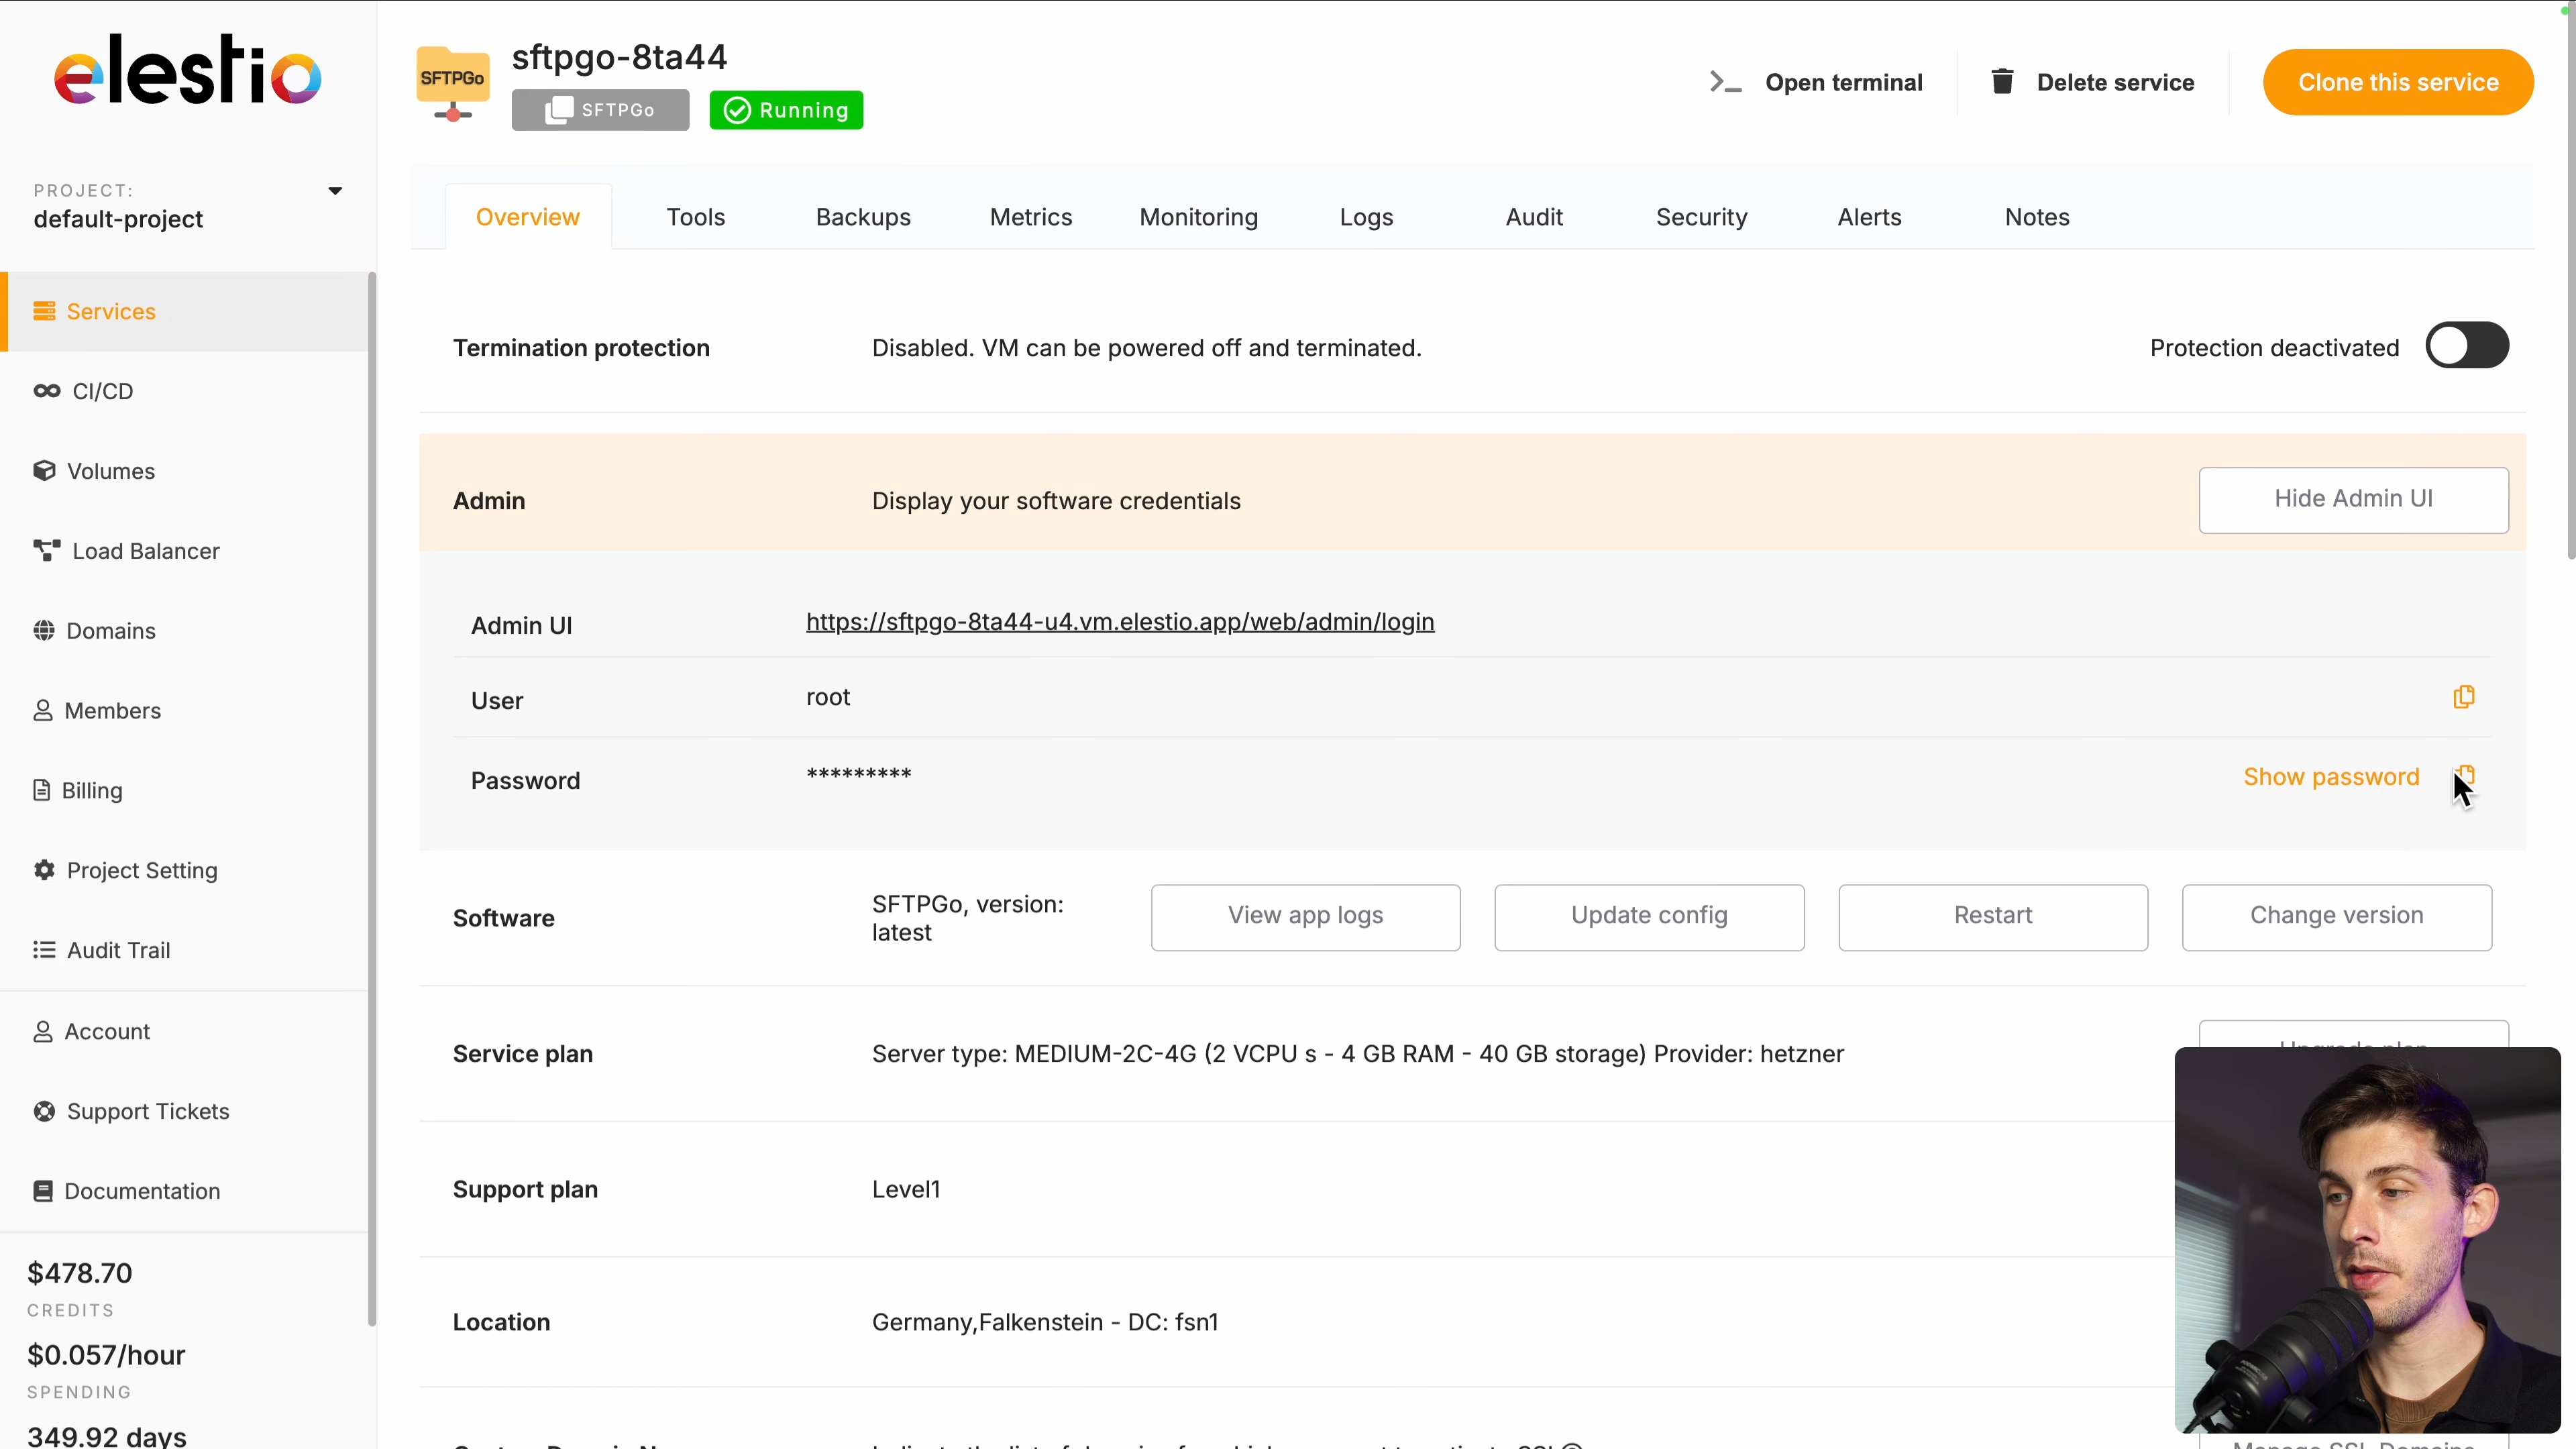 elestio
PROJECT:
default-project
Services
CI/CD
Volumes
Load Balancer
Domains
Members
Billing
Project Setting
Audit Trail
Account
Support Tickets
Documentation
$478.70
CREDITS
$0.057/hour
SPENDING
349.92 days
SFTPGo
sftpgo-8ta44
SFTPGo
Running
Open terminal
Delete service
Clone this service
Overview
Tools
Backups
Metrics
Monitoring
Logs
Audit
Security
Alerts
Notes
Termination protection
Disabled. VM can be powered off and terminated.
Protection deactivated
Admin
Display your software credentials
Hide Admin UI
Admin UI
https://sftpgo-8ta44-u4.vm.elestio.app/web/admin/login
User
root
Password
*********
Show password
Software
SFTPGo, version:
latest
View app logs
Update config
Restart
Change version
Service plan
Server type: MEDIUM-2C-4G (2 VCPU s - 4 GB RAM - 40 GB storage) Provider: hetzner
Support plan
Level1
Location
Germany,Falkenstein - DC: fsn1